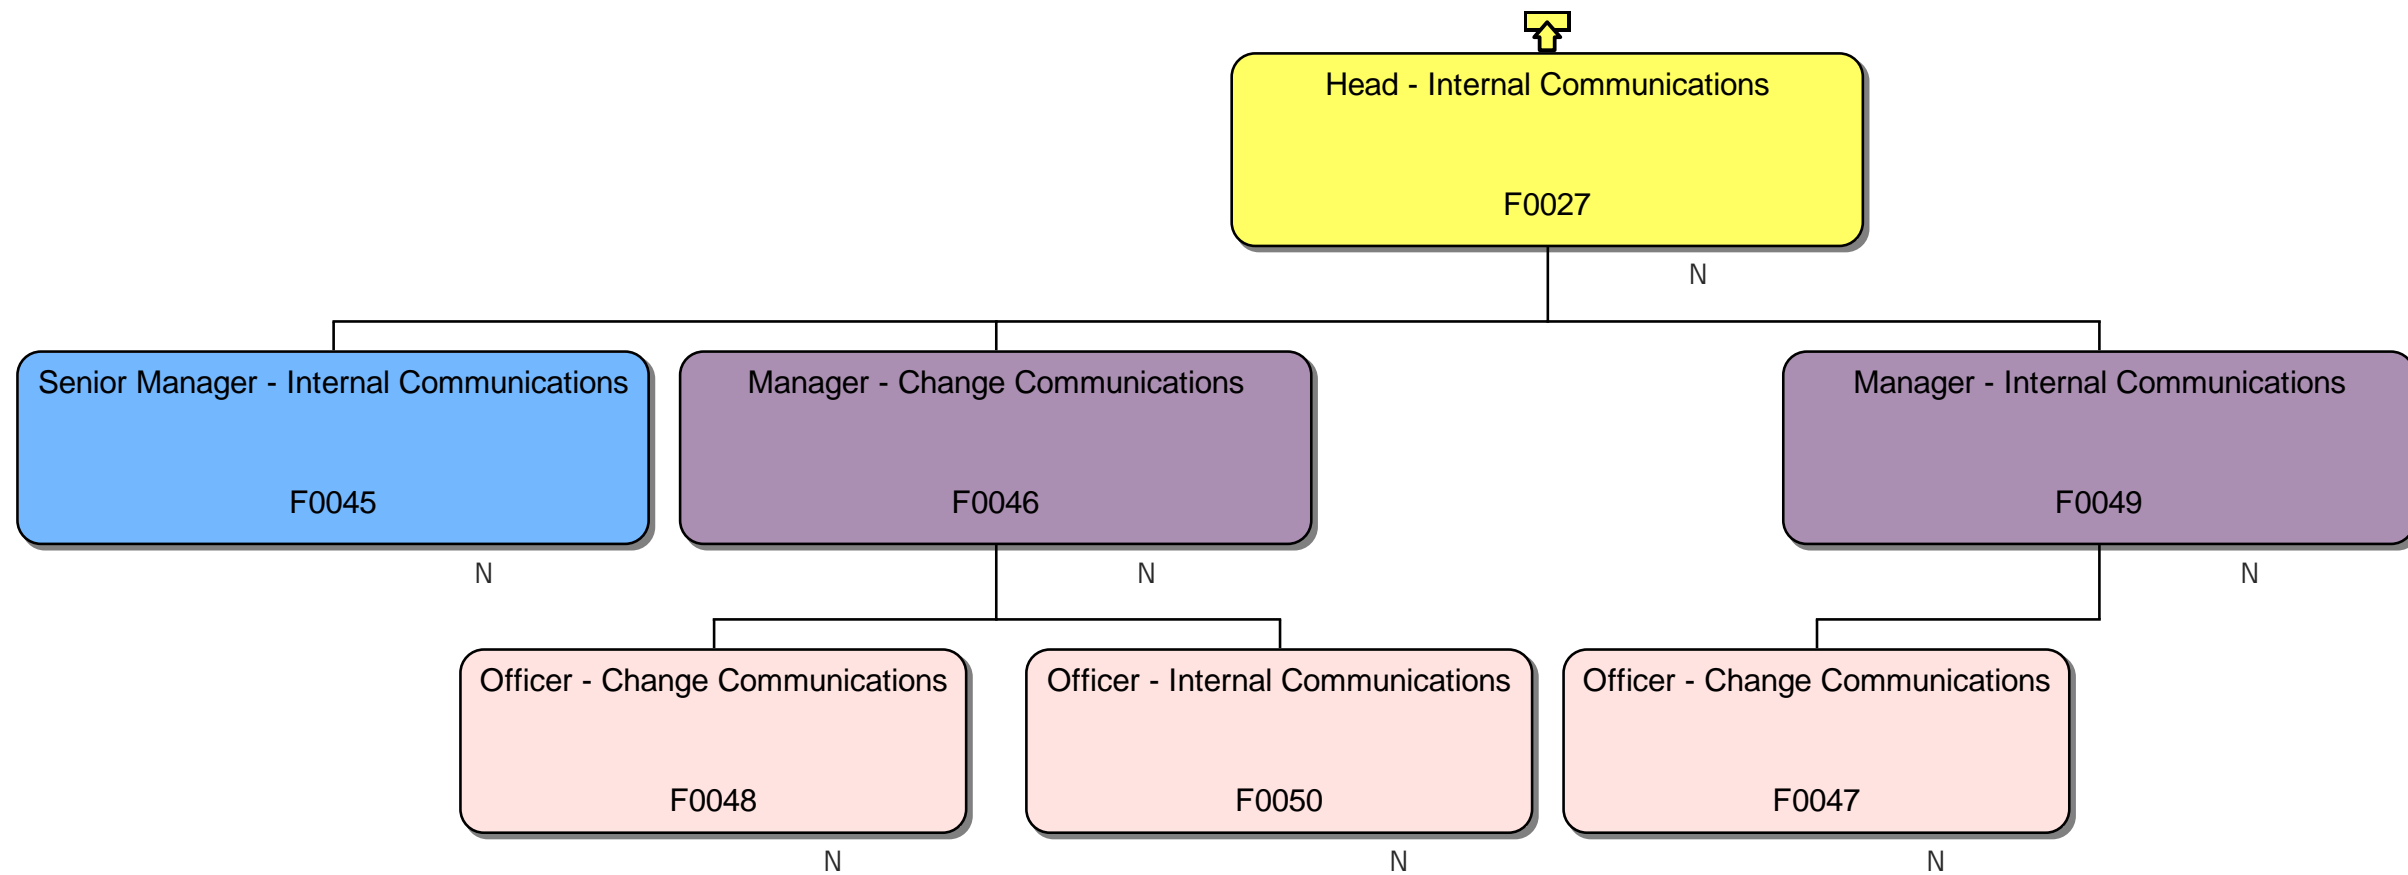 Head - Internal Communications
F0027
N
Senior Manager - Internal Communications
F0045
N
Manager - Change Communications
F0046
N
Manager - Internal Communications
F0049
N
Officer - Change Communications
F0048
N
Officer - Internal Communications
F0050
N
Officer - Change Communications
F0047
N